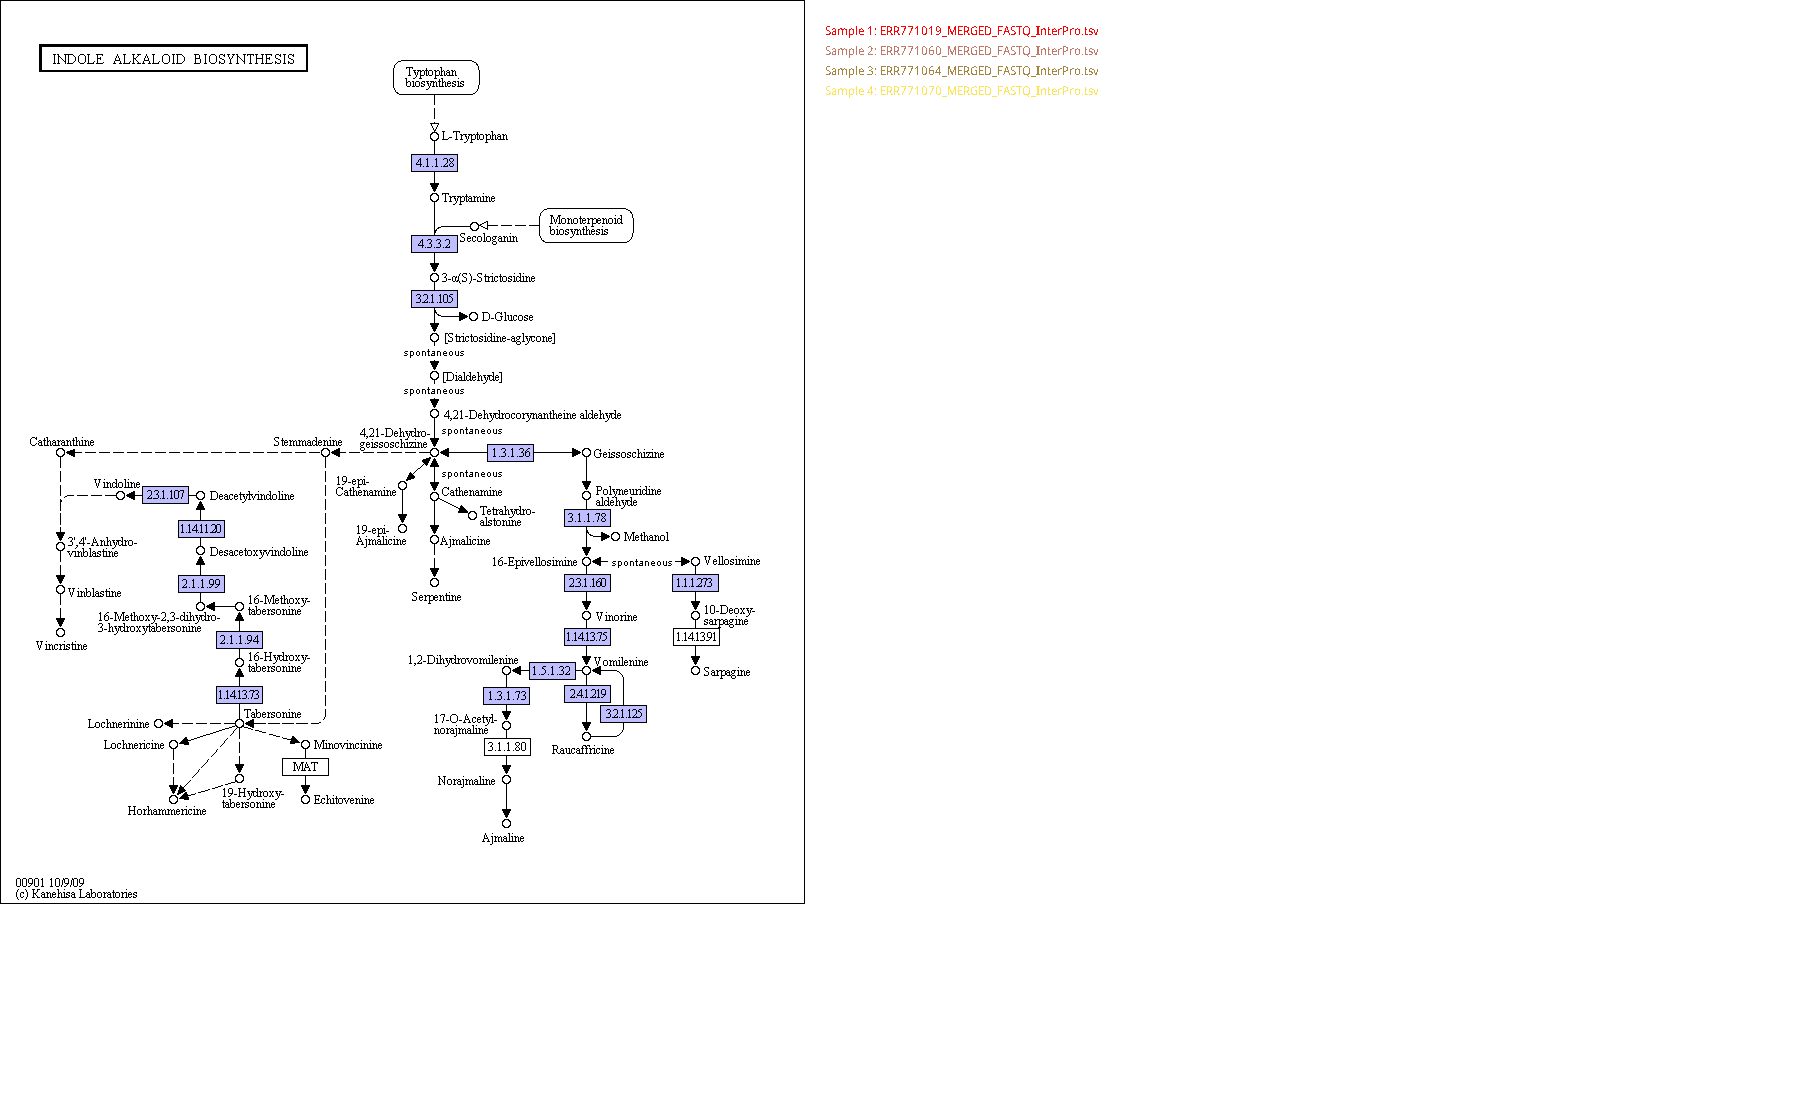 INDOLE ALKALOID BIOSYNTHESIS
Sample 1: ERR771019_MERGED_FASTQ_InterPro.tsv
Sample 2: ERR771060_MERGED_FASTQ_InterPro.tsv
Sample 3: ERR771064_MERGED_FASTQ_InterPro.tsv
Sample 4: ERR771070_MERGED_FASTQ_InterPro.tsv
Typtophan
biosynthesis
L-Tryptophan
4.1.1.28
Tryptamine
Monoterpenoid
biosynthesis
Secologanin
4.3.3.2
3-α(S)-Strictosidine
3.2.1.105
D-Glucose
[Strictosidine-aglycone]
spontaneous
[Dialdehyde]
spontaneous
4,21-Dehydrocorynantheine aldehyde
spontaneous
4,21-Dehydro-
geissoschizine
Catharanthine
Stemmadenine
1.3.1.36
Geissoschizine
spontaneous
19-epi-
Cathenamine
Cathenamine
Vindoline
2.3.1.107
Deacetylvindoline
Polyneuridine
aldehyde
Tetrahydro-
alstonine
3.1.1.78
1.14.11.20
19-epi-
Ajmalicine
Ajmalicine
Methanol
3',4'-Anhydro-
vinblastine
Desacetoxyvindoline
16-Epivellosimine
spontaneous
Vellosimine
2.1.1.99
2.3.1.160
1.1.1.273
Vinblastine
Serpentine
16-Methoxy-
tabersonine
16-Methoxy-2,3-dihydro-
3-hydroxytabersonine
Vinorine
10-Deoxy-
sarpagine
2.1.1.94
1.14.13.75
1.14.13.91
Vincristine
16-Hydroxy-
tabersonine
1,2-Dihydrovomilenine
1.5.1.32
Vomilenine
Sarpagine
1.14.13.73
1.3.1.73
2.4.1.219
3.2.1.125
Tabersonine
Lochnerinine
17-O-Acetyl-
norajmaline
Lochnericine
Minovincinine
3.1.1.80
Raucaffricine
MAT
Norajmaline
19-Hydroxy-
tabersonine
Echitovenine
Horhammericine
Ajmaline
00901 10/9/09
(c) Kanehisa Laboratories